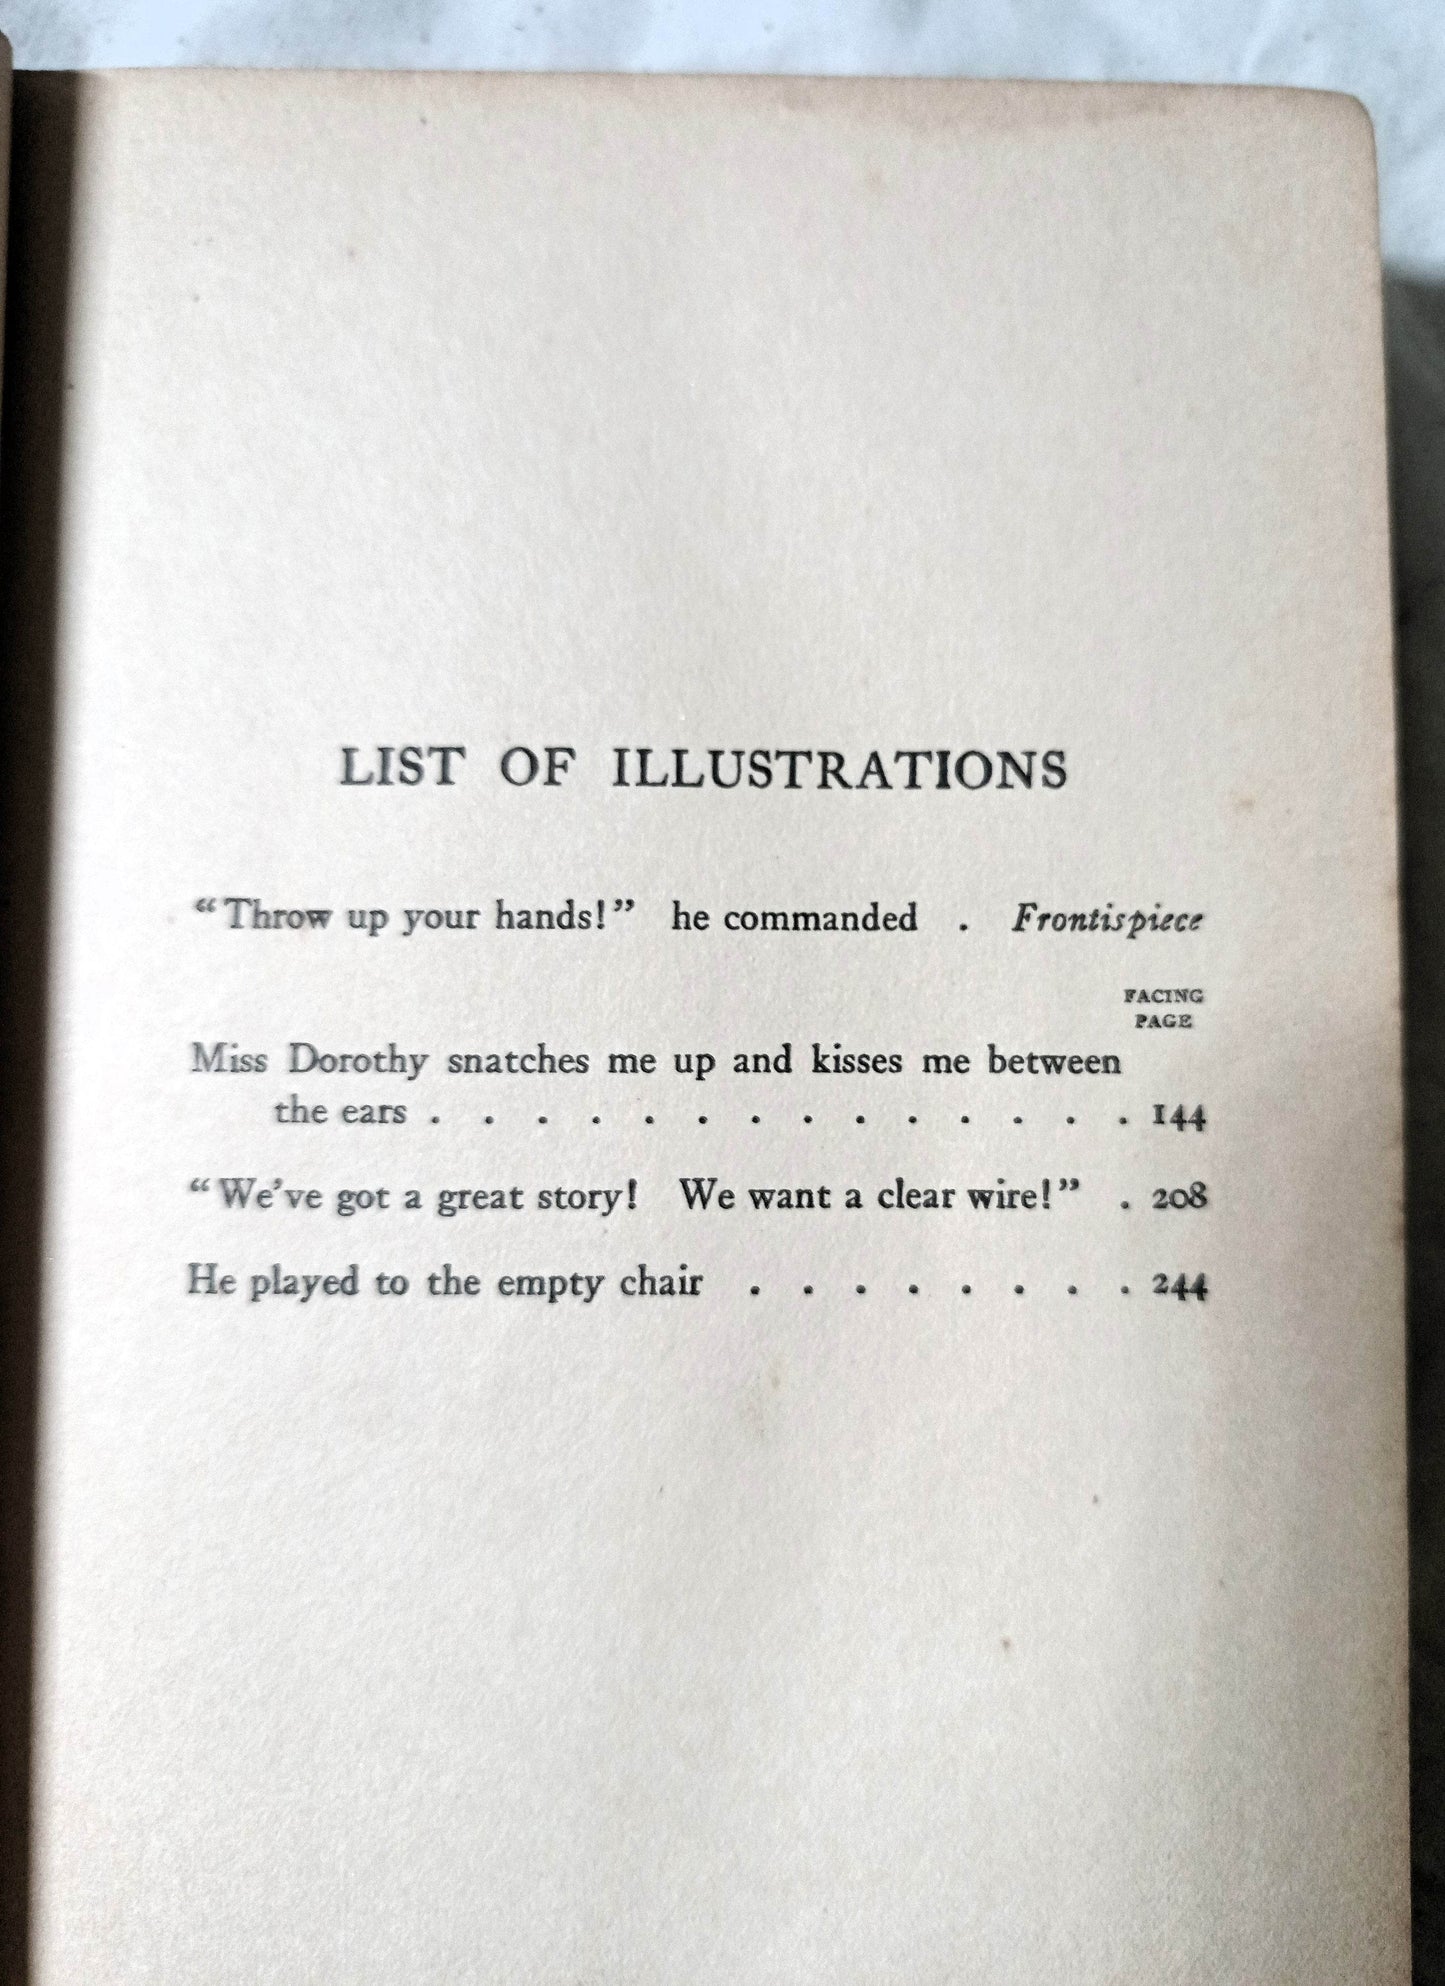 LIST OF ILLUSTRATIONS
“Throw up your hands!” he commanded . Frontispiece
FACING
PAGE
Miss Dorothy snatches me up and kisses me between
the ears . . . . . . . . . . . . . . 144
“We’ve got a great story! We want a clear wire!” . 208
He played to the empty chair . . . . . . . . 244